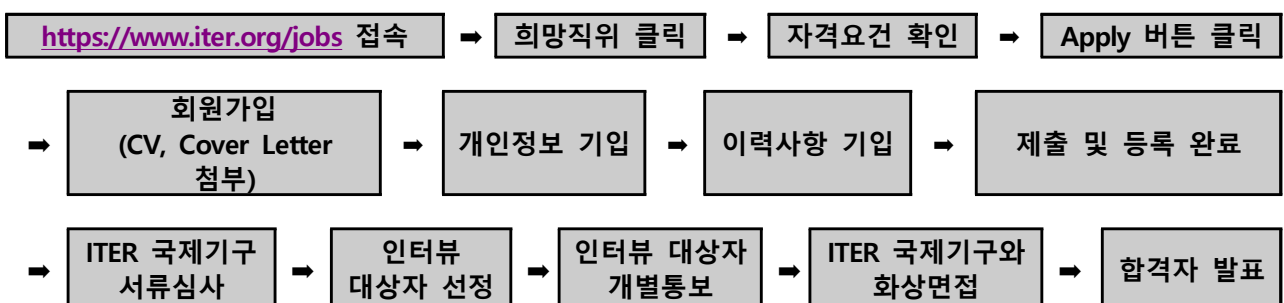 https://www.iter.org/jobs 접속 ➡ 희망직위 클릭 ➡ 자격요건 확인 ➡ Apply 버튼 클릭
➡ 회원가입
(CV, Cover Letter
첨부) ➡ 개인정보 기입 ➡ 이력사항 기입 ➡ 제출 및 등록 완료
➡ ITER 국제기구
서류심사 ➡ 인터뷰
대상자 선정 ➡ 인터뷰 대상자
개별통보 ➡ ITER 국제기구와
화상면접 ➡ 합격자 발표